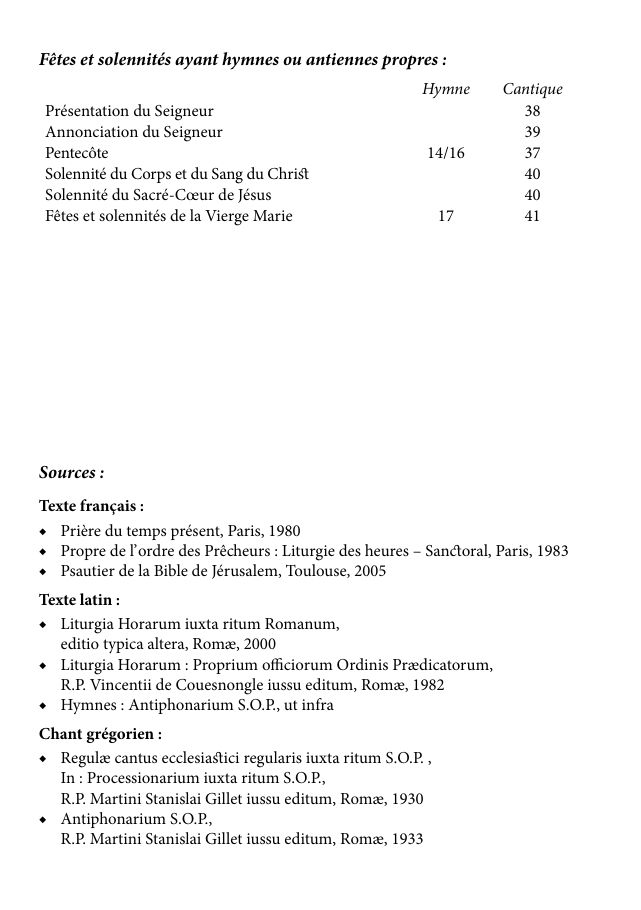 Fêtes et solennités ayant hymnes ou antiennes propres :
Hymne Cantique
Présentation du Seigneur 38
Annonciation du Seigneur 39
Pentecôte 14/16 37
Solennité du Corps et du Sang du Christ 40
Solennité du Sacré-Cœur de Jésus 40
Fêtes et solennités de la Vierge Marie 17 41
Sources :
Texte français :
◆ Prière du temps présent, Paris, 1980
◆ Propre de l’ordre des Prêcheurs : Liturgie des heures – Sanctoral, Paris, 1983
◆ Psautier de la Bible de Jérusalem, Toulouse, 2005
Texte latin :
◆ Liturgia Horarum iuxta ritum Romanum,
editio typica altera, Romæ, 2000
◆ Liturgia Horarum : Proprium officiorum Ordinis Prædicatorum,
R.P. Vincentii de Couesnongle iussu editum, Romæ, 1982
◆ Hymnes : Antiphonarium S.O.P., ut infra
Chant grégorien :
◆ Regulæ cantus ecclesiastici regularis iuxta ritum S.O.P. ,
In : Processionarium iuxta ritum S.O.P.,
R.P. Martini Stanislai Gillet iussu editum, Romæ, 1930
◆ Antiphonarium S.O.P.,
R.P. Martini Stanislai Gillet iussu editum, Romæ, 1933